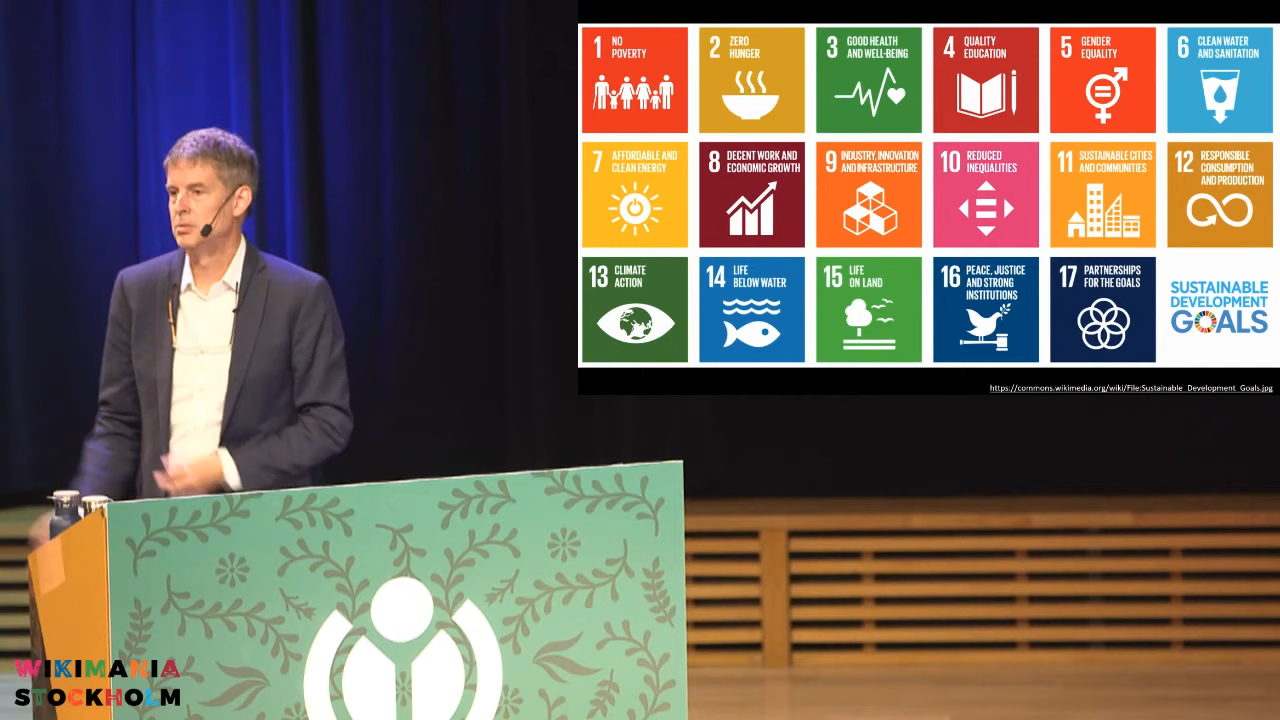 1 NO
POVERTY
2 ZERO
HUNGER
3 GOOD HEALTH
AND WELL-BEING
4 QUALITY
EDUCATION
5 GENDER
EQUALITY
6 CLEAN WATER
AND SANITATION
7 AFFORDABLE AND
CLEAN ENERGY
8 DECENT WORK AND
ECONOMIC GROWTH
9 INDUSTRY, INNOVATION
AND INFRASTRUCTURE
10 REDUCED
INEQUALITIES
11 SUSTAINABLE CITIES
AND COMMUNITIES
12 RESPONSIBLE
CONSUMPTION
AND PRODUCTION
13 CLIMATE
ACTION
14 LIFE
BELOW WATER
15 LIFE
ON LAND
16 PEACE, JUSTICE
AND STRONG
INSTITUTIONS
17 PARTNERSHIPS
FOR THE GOALS
SUSTAINABLE
DEVELOPMENT
GOALS
https://commons.wikimedia.org/wiki/File:Sustainable_Development_Goals.jpg
WIKIMANIA
STOCKHOLM